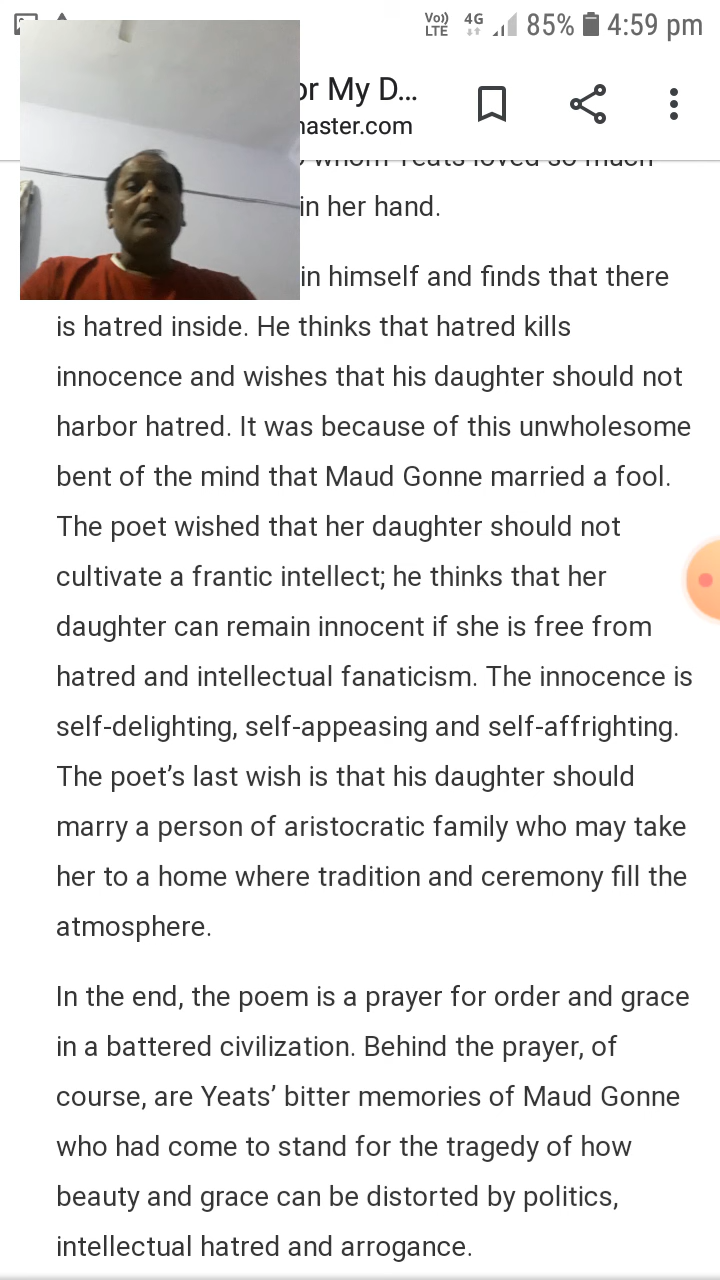 Vo)) LTE 4G 85% 4:59 pm
or My D...
aster.com
whom Yeats loved so much
in her hand.
in himself and finds that there
is hatred inside. He thinks that hatred kills
innocence and wishes that his daughter should not
harbor hatred. It was because of this unwholesome
bent of the mind that Maud Gonne married a fool.
The poet wished that her daughter should not
cultivate a frantic intellect; he thinks that her
daughter can remain innocent if she is free from
hatred and intellectual fanaticism. The innocence is
self-delighting, self-appeasing and self-affrighting.
The poet’s last wish is that his daughter should
marry a person of aristocratic family who may take
her to a home where tradition and ceremony fill the
atmosphere.
In the end, the poem is a prayer for order and grace
in a battered civilization. Behind the prayer, of
course, are Yeats’ bitter memories of Maud Gonne
who had come to stand for the tragedy of how
beauty and grace can be distorted by politics,
intellectual hatred and arrogance.